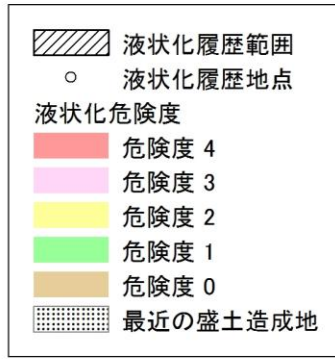 液状化履歴範囲
液状化履歴地点
液状化危険度
危険度 4
危険度 3
危険度 2
危険度 1
危険度 0
最近の盛土造成地